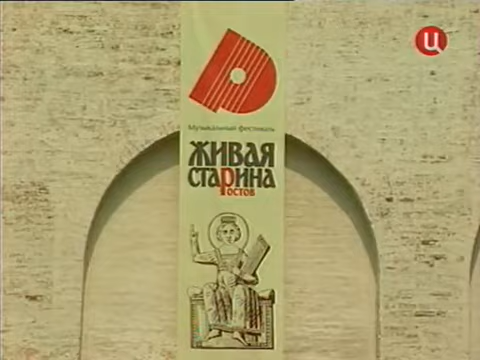 Ц
Музыкальный фестиваль
ЖИВАЯ
СТАРИНА
РОСТОВ